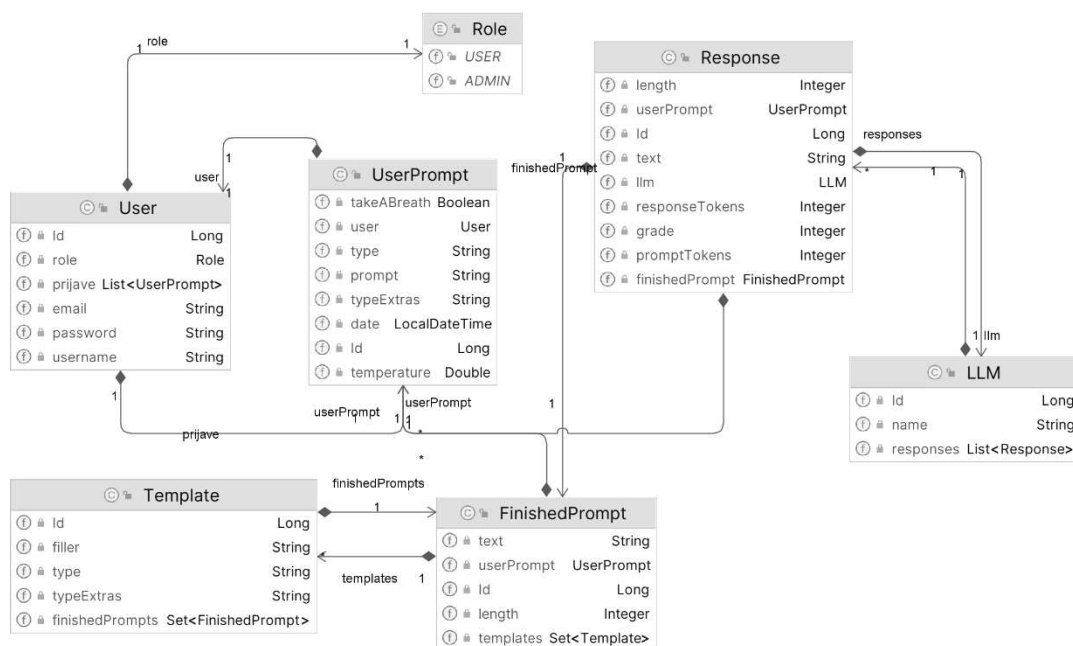 Role
USER
ADMIN
role
1
1
Response
length Integer
userPrompt UserPrompt
Id Long
text String
llm LLM
responseTokens Integer
grade Integer
promptTokens Integer
finishedPrompt FinishedPrompt
responses
1
finishedPrompt
*
1
1
1
user
1
UserPrompt
takeABreath Boolean
user User
type String
prompt String
typeExtras String
date LocalDateTime
Id Long
temperature Double
User
Id Long
role Role
prijave List<UserPrompt>
email String
password String
username String
1 llm
LLM
Id Long
name String
responses List<Response>
1
userPrompt
1
userPrompt
1
1
1
prijave
*
*
1
Template
Id Long
filler String
type String
typeExtras String
finishedPrompts Set<FinishedPrompt>
finishedPrompts
1
*
templates
1
FinishedPrompt
text String
userPrompt UserPrompt
Id Long
length Integer
templates Set<Template>